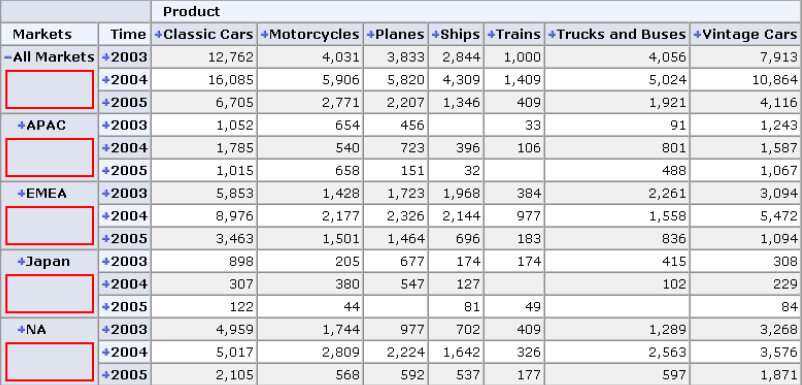 Product
Markets Time +Classic Cars +Motorcycles +Planes +Ships +Trains +Trucks and Buses +Vintage Cars
−All Markets +2003 12,762 4,031 3,833 2,844 1,000 4,056 7,913
+2004 16,085 5,906 5,820 4,309 1,409 5,024 10,864
+2005 6,705 2,771 2,207 1,346 409 1,921 4,116
+APAC +2003 1,052 654 456 33 91 1,243
+2004 1,785 540 723 396 106 801 1,587
+2005 1,015 658 151 32 488 1,067
+EMEA +2003 5,853 1,428 1,723 1,968 384 2,261 3,094
+2004 8,976 2,177 2,326 2,144 977 1,558 5,472
+2005 3,463 1,501 1,464 696 183 836 1,094
+Japan +2003 898 205 677 174 174 415 308
+2004 307 380 547 127 102 229
+2005 122 44 81 49 84
+NA +2003 4,959 1,744 977 702 409 1,289 3,268
+2004 5,017 2,809 2,224 1,642 326 2,563 3,576
+2005 2,105 568 592 537 177 597 1,871